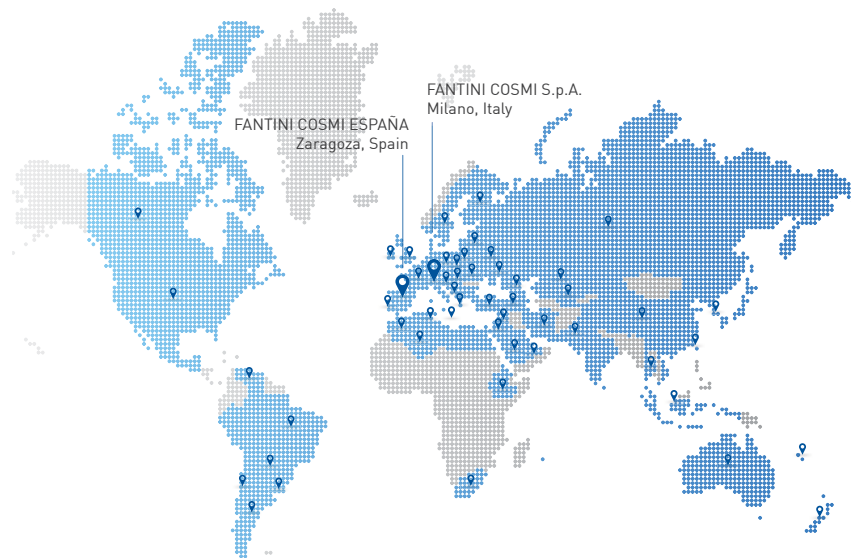 FANTINI COSMI S.p.A.
Milano, Italy
FANTINI COSMI ESPAÑA
Zaragoza, Spain